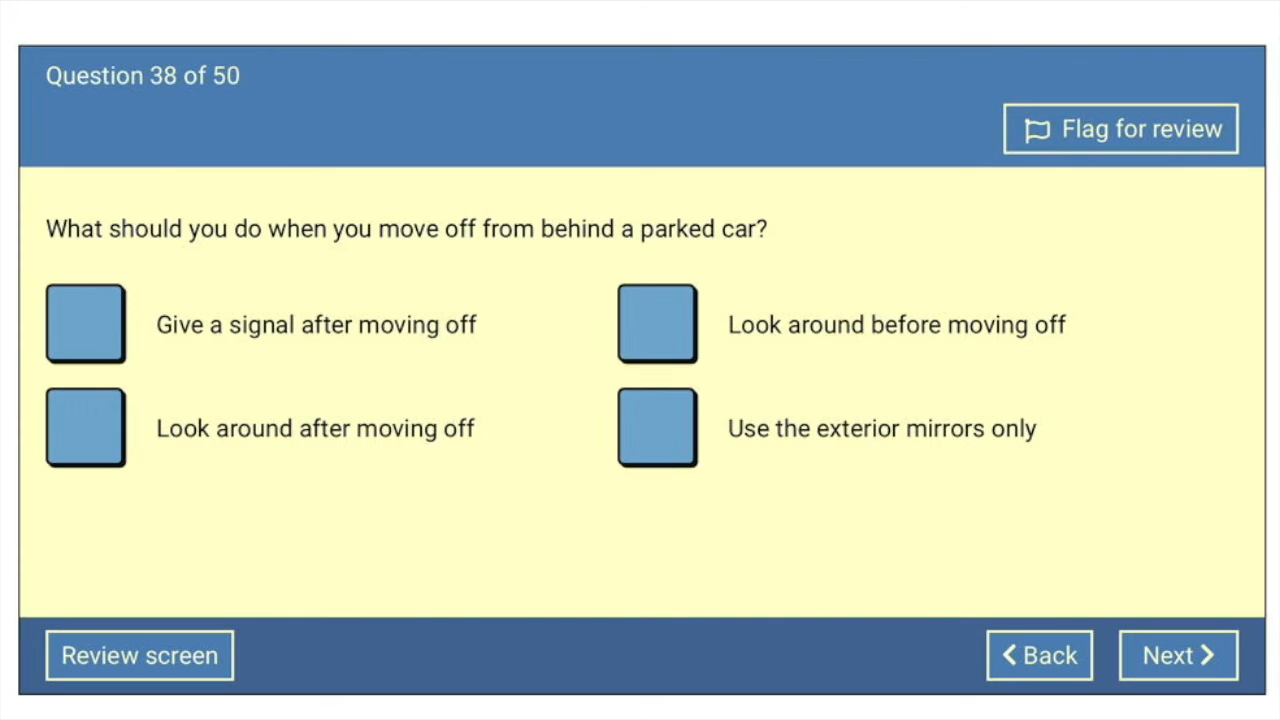 Question 38 of 50
Flag for review
What should you do when you move off from behind a parked car?
Give a signal after moving off
Look around before moving off
Look around after moving off
Use the exterior mirrors only
Review screen
Back
Next